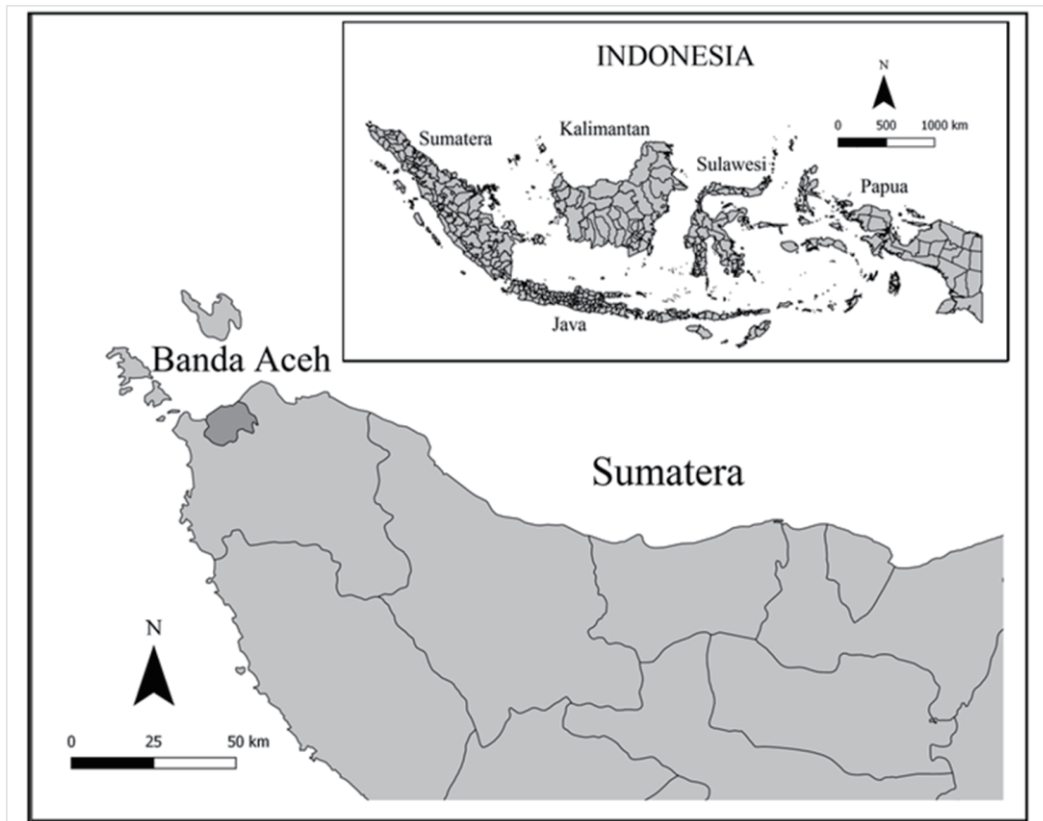 INDONESIA
N
0 500 1000 km
Sumatera
Kalimantan
Sulawesi
Papua
Java
Banda Aceh
Sumatera
N
0 25 50 km